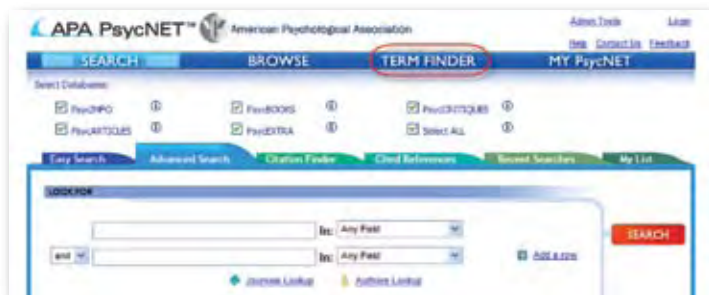 APA PsycNET™ American Psychological Association
Admin Tools Login
Help Contact Us Feedback
SEARCH BROWSE TERM FINDER MY PsycNET
Select Databases:
PsycINFO PsycBOOKS PsycCRITIQUES
PsycARTICLES PsycEXTRA Select ALL
Easy Search Advanced Search Citation Finder Cited References Recent Searches My List
LOOK FOR
In: Any Field
SEARCH
and In: Any Field Add a row
Journals Lookup Authors Lookup